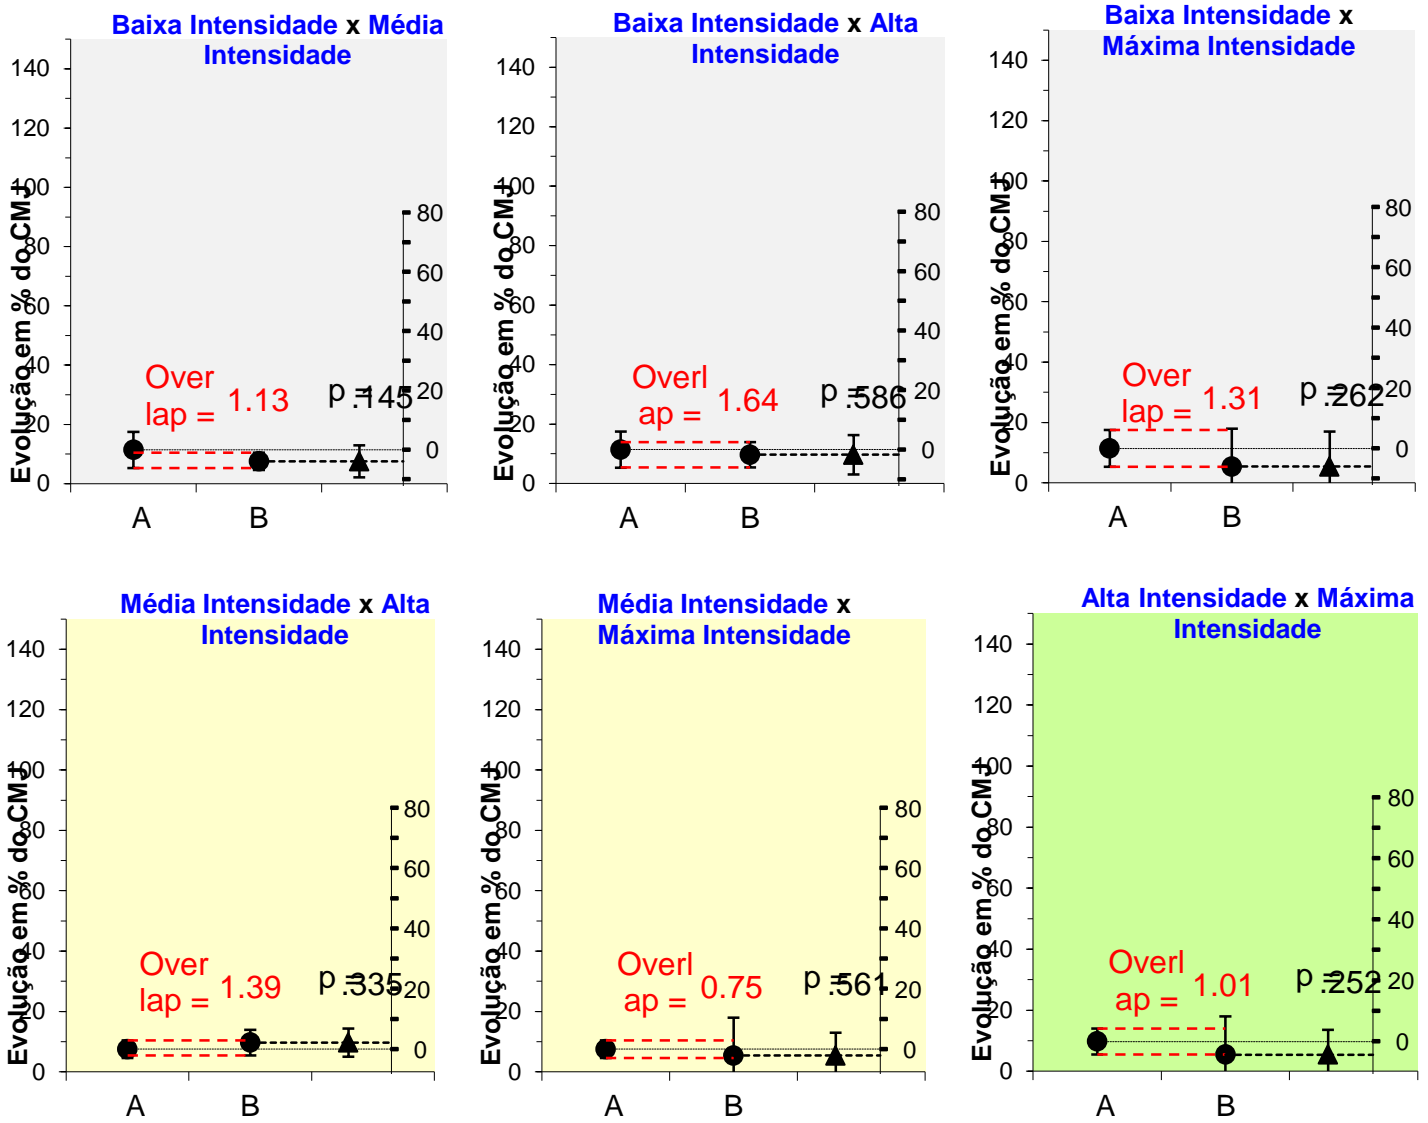 Baixa Intensidade x Média
Intensidade
140
120
100
80
60
40
20
0
Evolução em % do CMJ
80
60
40
20
0
Over
lap = 1.13
p =
.145
A B
Baixa Intensidade x Alta
Intensidade
140
120
100
80
60
40
20
0
Evolução em % do CMJ
80
60
40
20
0
Overl
ap = 1.64
p =
.586
A B
Baixa Intensidade x
Máxima Intensidade
140
120
100
80
60
40
20
0
Evolução em % do CMJ
80
60
40
20
0
Over
lap = 1.31
p =
.262
A B
Média Intensidade x Alta
Intensidade
140
120
100
80
60
40
20
0
Evolução em % do CMJ
80
60
40
20
0
Over
lap = 1.39
p =
.335
A B
Média Intensidade x
Máxima Intensidade
140
120
100
80
60
40
20
0
Evolução em % do CMJ
80
60
40
20
0
Overl
ap = 0.75
p =
.561
A B
Alta Intensidade x Máxima
Intensidade
140
120
100
80
60
40
20
0
Evolução em % do CMJ
80
60
40
20
0
Overl
ap = 1.01
p =
.252
A B